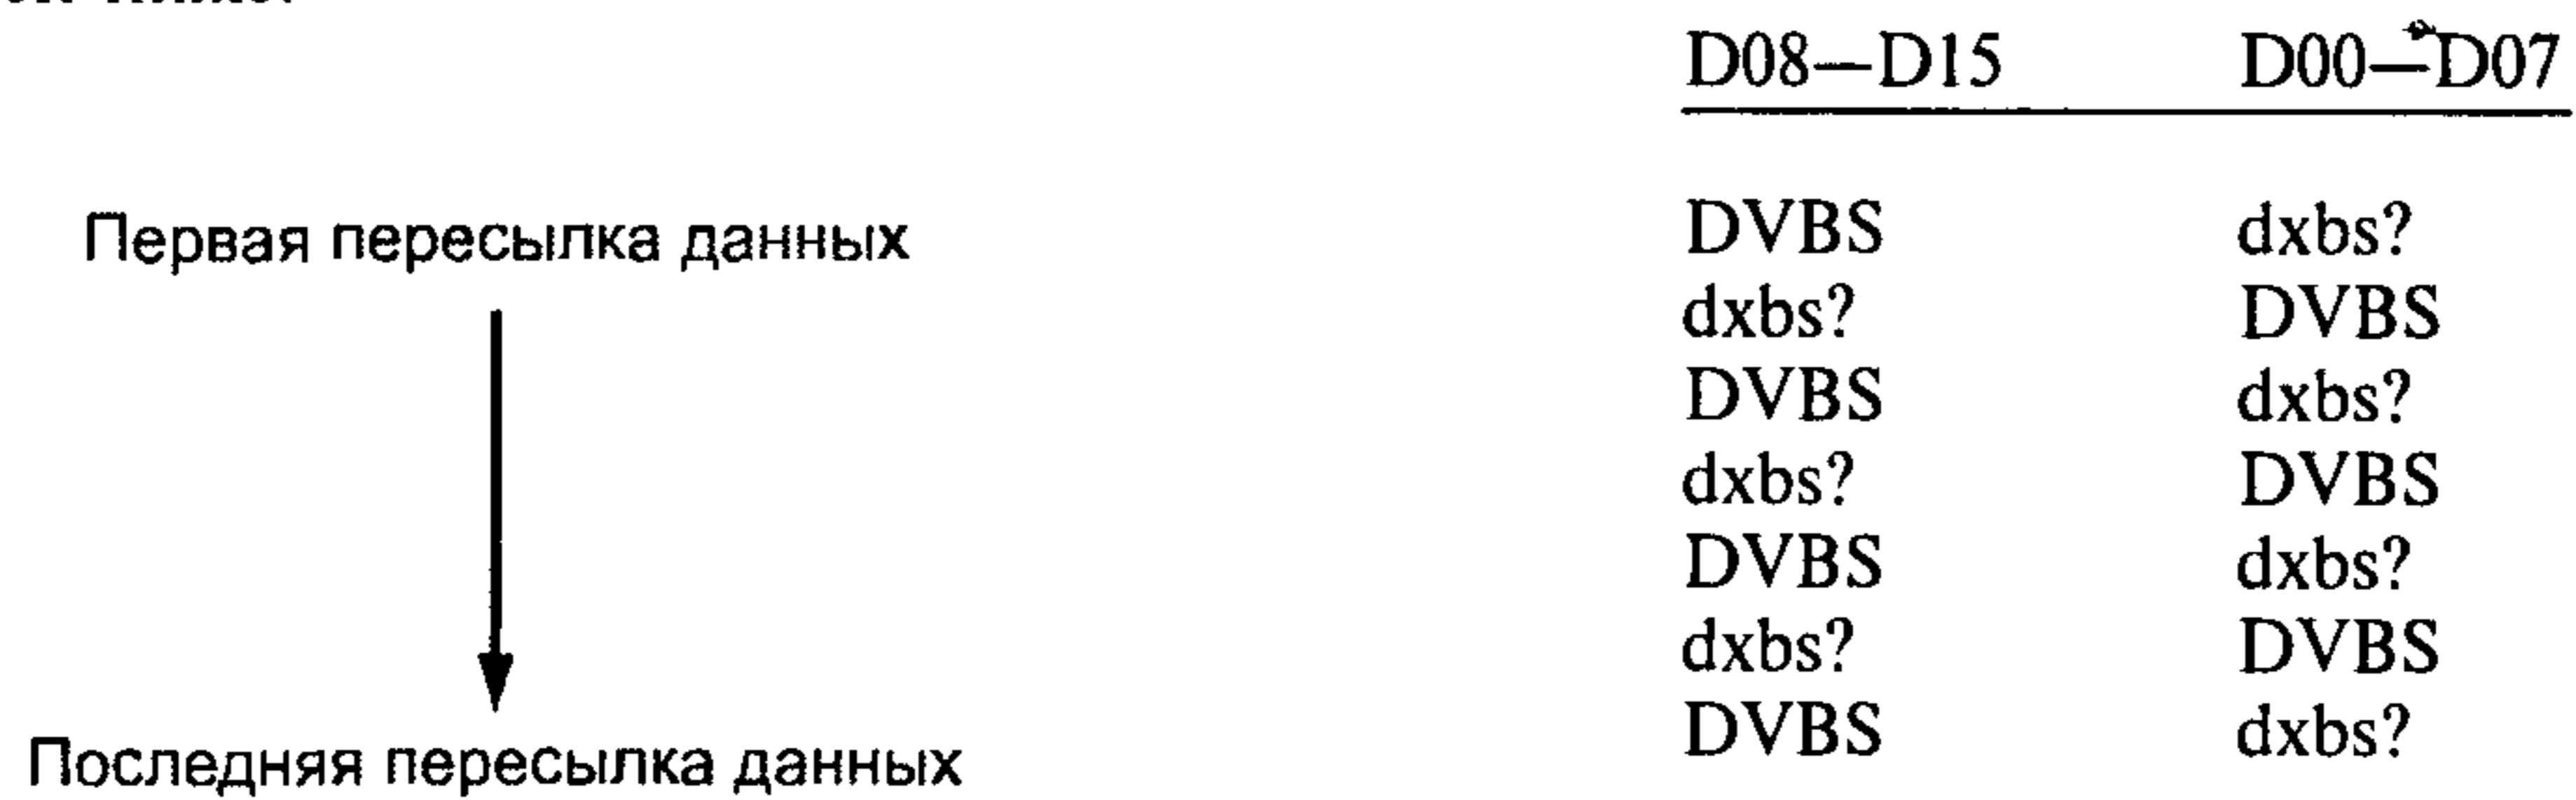 D08—D15 D00—D07
Первая пересылка данных DVBS dxbs?
dxbs? DVBS
DVBS dxbs?
dxbs? DVBS
DVBS dxbs?
dxbs? DVBS
Последняя пересылка данных DVBS dxbs?